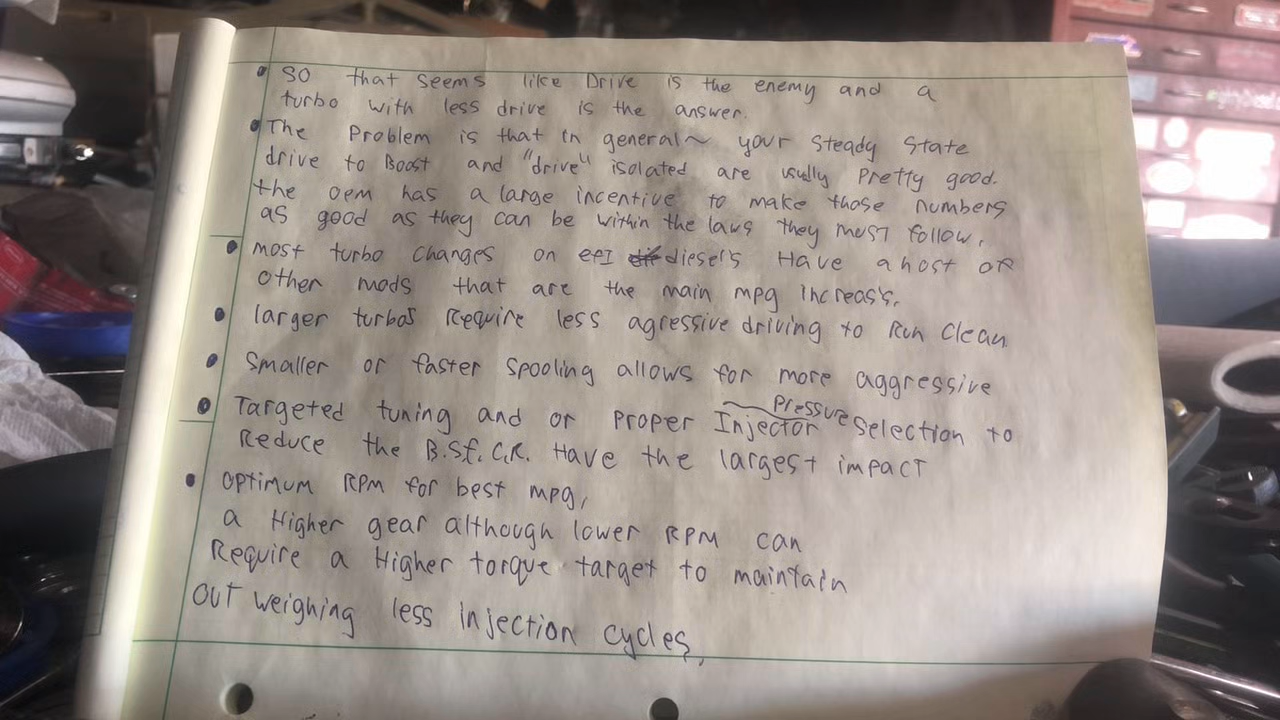 • SO that seems like Drive is the enemy and a
turbo with less drive is the answer.
• The Problem is that in general~ your Steady State
drive to Boost and "drive" isolated are usully pretty good.
the oem has a large incentive to make those numbers
as good as they can be within the laws they must follow.
• most turbo changes on efI diesel's Have a host of
other mods that are the main mpg increas's.
• larger turbos Require less agressive driving to Run clean
• Smaller or faster spooling allows for more aggressive
• Targeted tuning and or proper Injector Pressure Selection to
Reduce the B.Sf.C.R. Have the largest impact
• optimum RPM for best mpg,
a Higher gear although lower RPM can
Require a Higher torque target to maintain
out weighing less injection cycles.